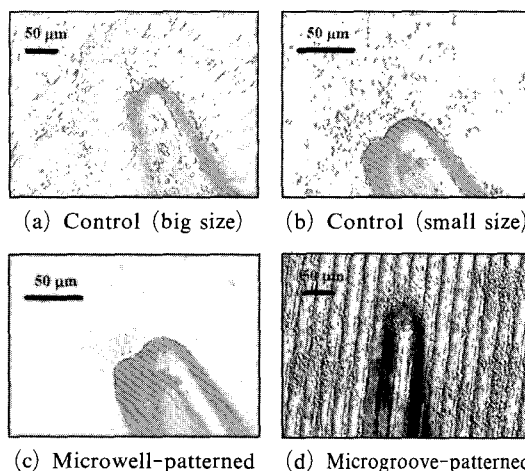 50 μm
50 μm
(a) Control (big size)
(b) Control (small size)
50 μm
50 μm
(c) Microwell-patterned
(d) Microgroove-patterned